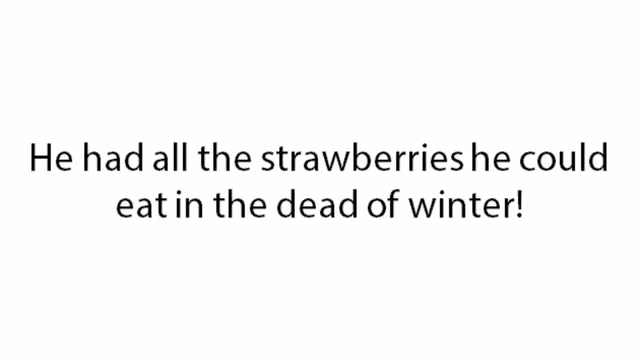 He had all the strawberries he could
eat in the dead of winter!